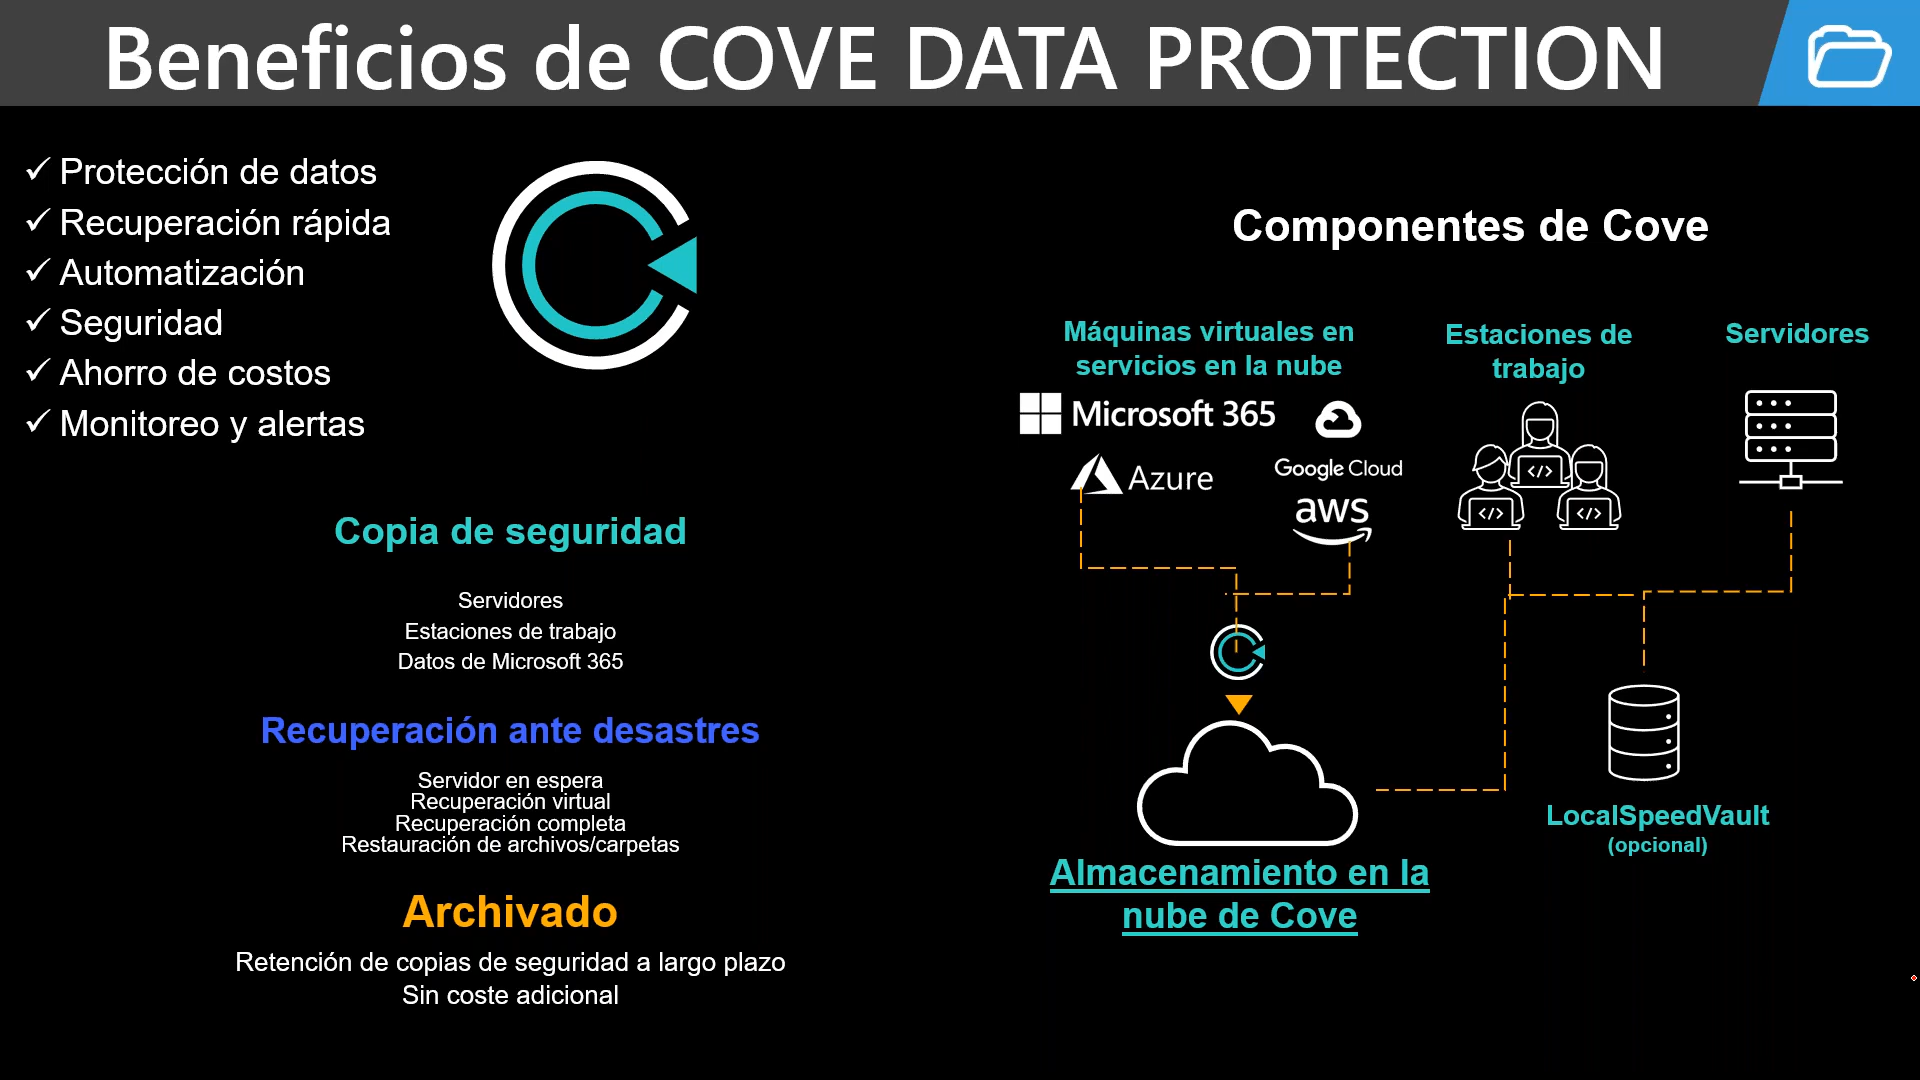 Beneficios de COVE DATA PROTECTION
✓ Protección de datos
✓ Recuperación rápida
✓ Automatización
✓ Seguridad
✓ Ahorro de costos
✓ Monitoreo y alertas
Copia de seguridad
Servidores
Estaciones de trabajo
Datos de Microsoft 365
Recuperación ante desastres
Servidor en espera
Recuperación virtual
Recuperación completa
Restauración de archivos/carpetas
Archivado
Retención de copias de seguridad a largo plazo
Sin coste adicional
Componentes de Cove
Máquinas virtuales en
servicios en la nube
Microsoft 365
Azure
Google Cloud
aws
Estaciones de
trabajo
</>
</>
</>
Servidores
LocalSpeedVault
(opcional)
Almacenamiento en la
nube de Cove